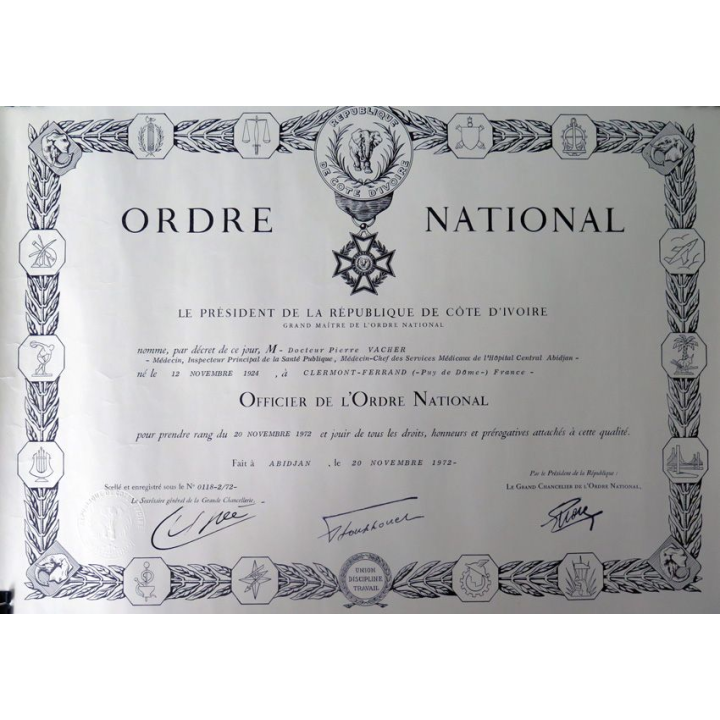 RÉPUBLIQUE
DE CÔTE D'IVOIRE
ORDRE NATIONAL
LE PRÉSIDENT DE LA RÉPUBLIQUE DE CÔTE D'IVOIRE
GRAND MAÎTRE DE L'ORDRE NATIONAL
nomme, par décret de ce jour, M- Docteur Pierre VACHER
- Médecin, Inspecteur Principal de la Santé Publique, Médecin-Chef des Services Médicaux de l'Hôpital Central Abidjan -
né le 12 NOVEMBRE 1924 , à CLERMONT-FERRAND (-Puy de Dôme-) France -
OFFICIER DE L'ORDRE NATIONAL
pour prendre rang du 20 NOVEMBRE 1972 et jouir de tous les droits, honneurs et prérogatives attachés à cette qualité.
Fait à ABIDJAN , le 20 NOVEMBRE 1972-
Par le Président de la République :
Scellé et enregistré sous le N° 0118-2/72-
LE GRAND CHANCELIER DE L'ORDRE NATIONAL,
Le Secrétaire général de la Grande Chancellerie,
UNION
DISCIPLINE
TRAVAIL